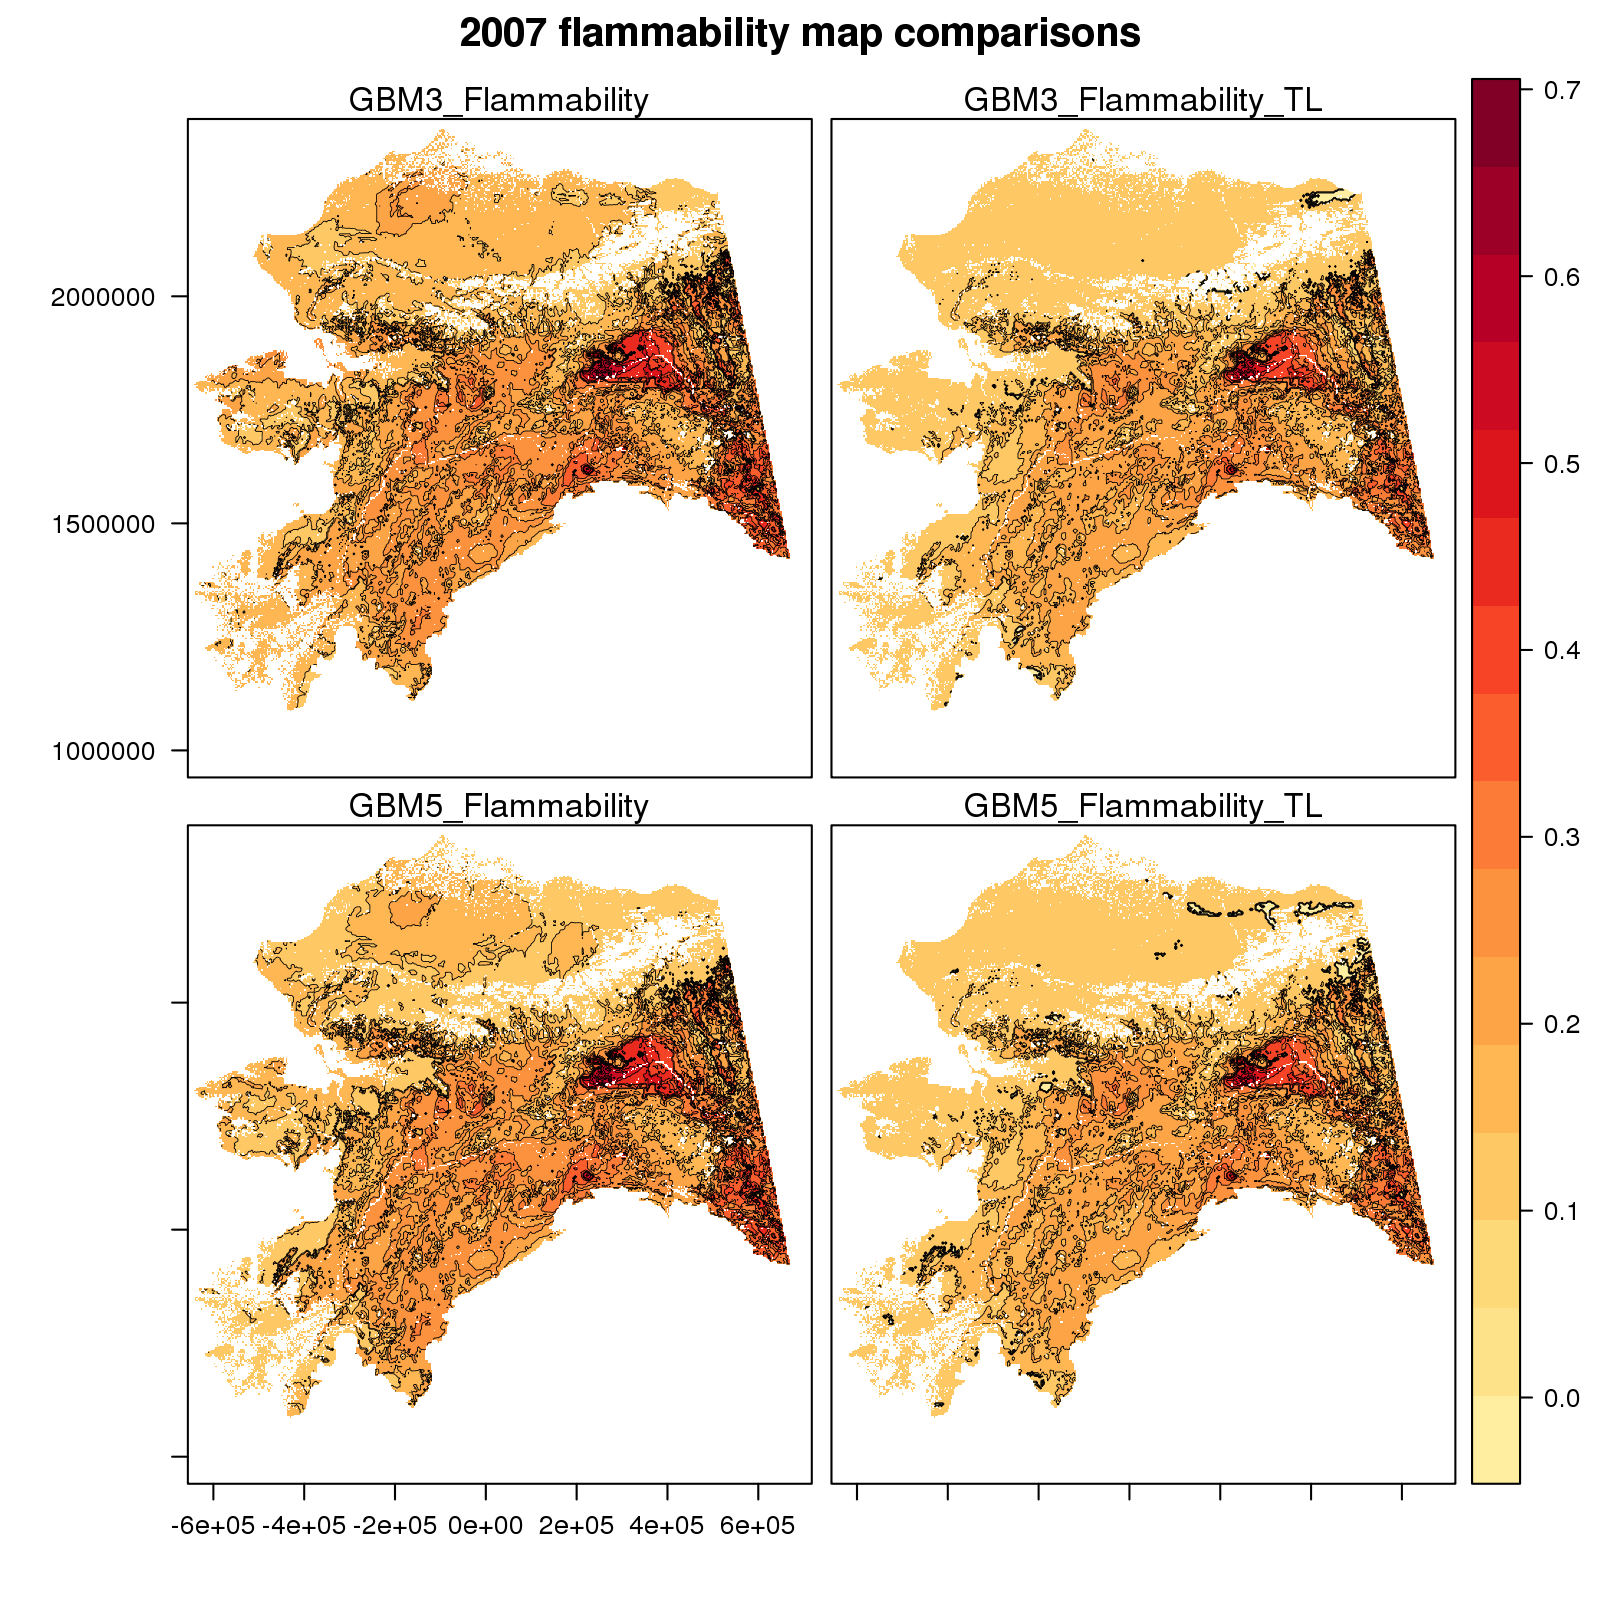 2007 flammability map comparisons
GBM3_Flammability
GBM3_Flammability_TL
2000000
1500000
1000000
GBM5_Flammability
GBM5_Flammability_TL
-6e+05 -4e+05 -2e+05 0e+00 2e+05 4e+05 6e+05
0.7
0.6
0.5
0.4
0.3
0.2
0.1
0.0